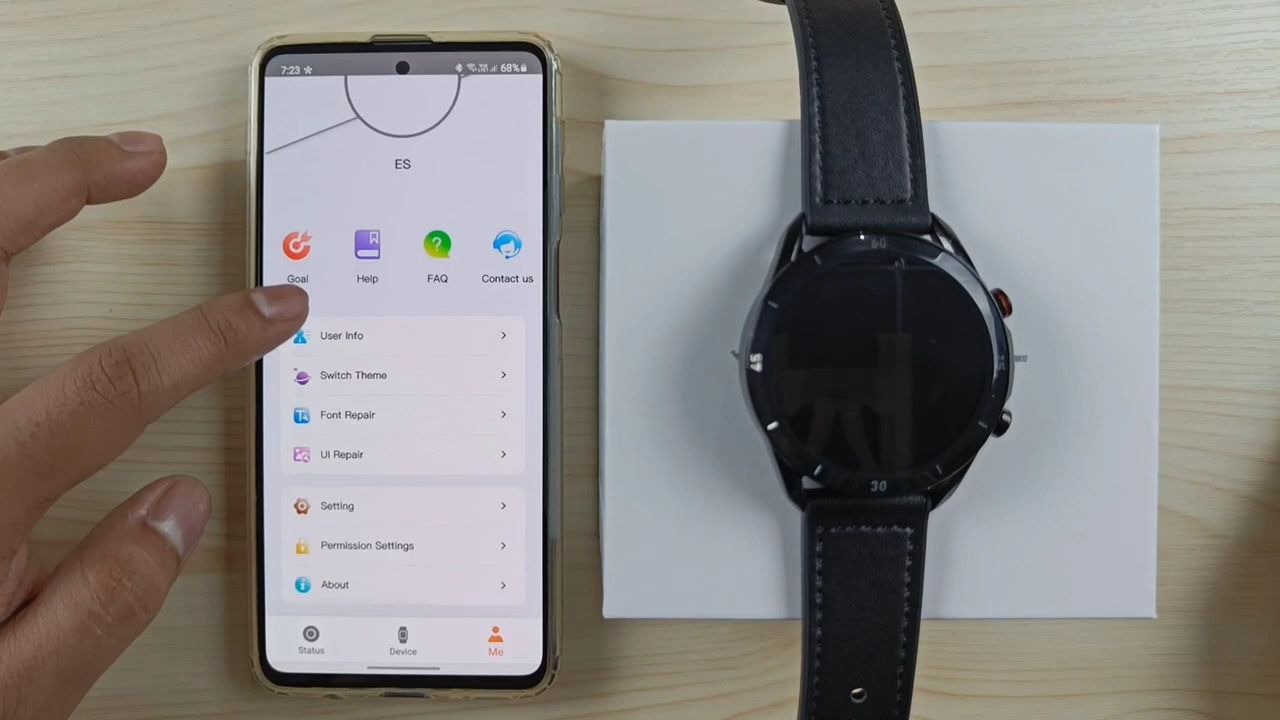 7:23
68%
ES
Goal
Help
FAQ
Contact us
User Info
Switch Theme
Font Repair
UI Repair
Setting
Permission Settings
About
Status
Device
Me
60
30